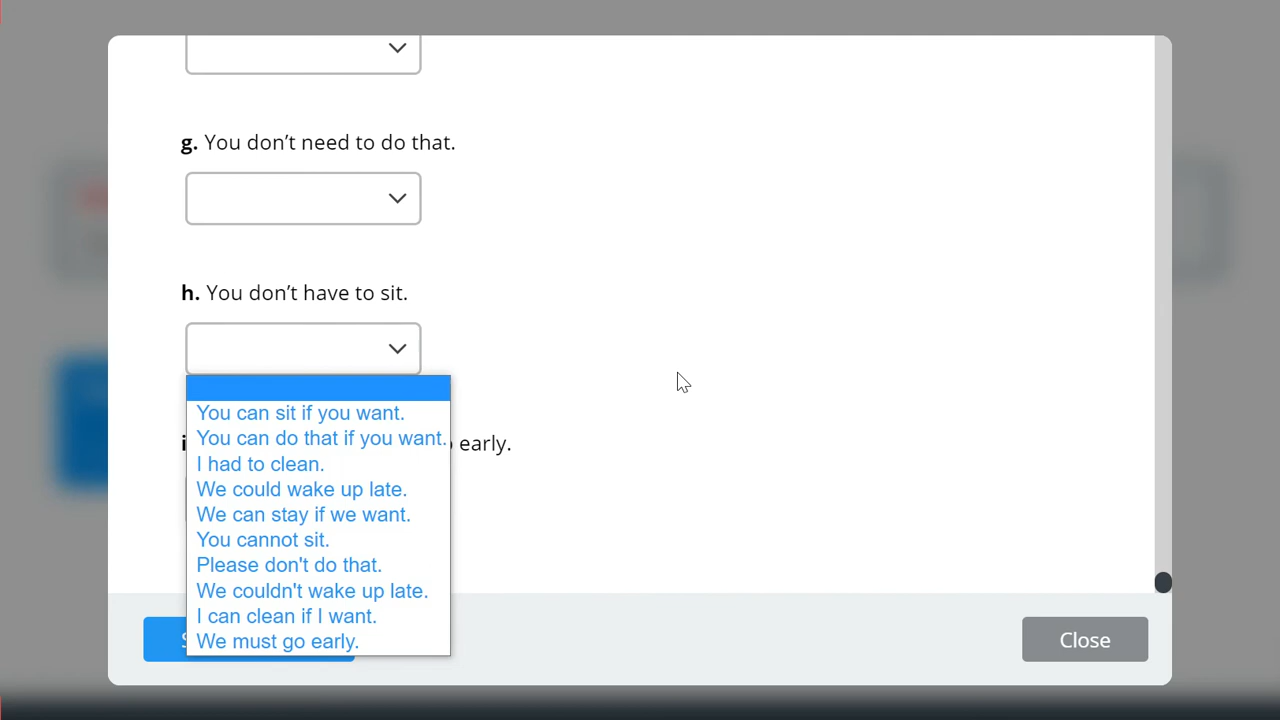 g. You don’t need to do that.
h. You don’t have to sit.
You can sit if you want.
You can do that if you want.
i early.
I had to clean.
We could wake up late.
We can stay if we want.
You cannot sit.
Please don't do that.
We couldn't wake up late.
I can clean if I want.
We must go early.
Close